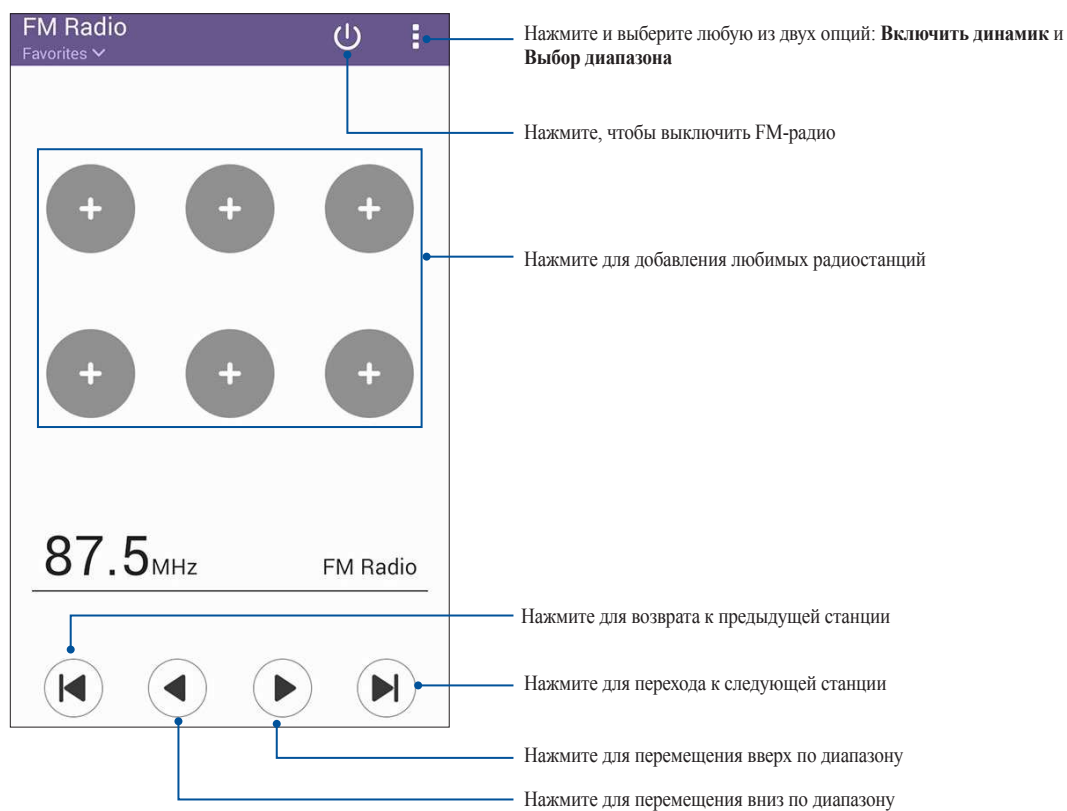 FM Radio
Favorites
Нажмите и выберите любую из двух опций: Включить динамик и
Выбор диапазона
Нажмите, чтобы выключить FM-радио
Нажмите для добавления любимых радиостанций
87.5MHz
FM Radio
Нажмите для возврата к предыдущей станции
Нажмите для перехода к следующей станции
Нажмите для перемещения вверх по диапазону
Нажмите для перемещения вниз по диапазону